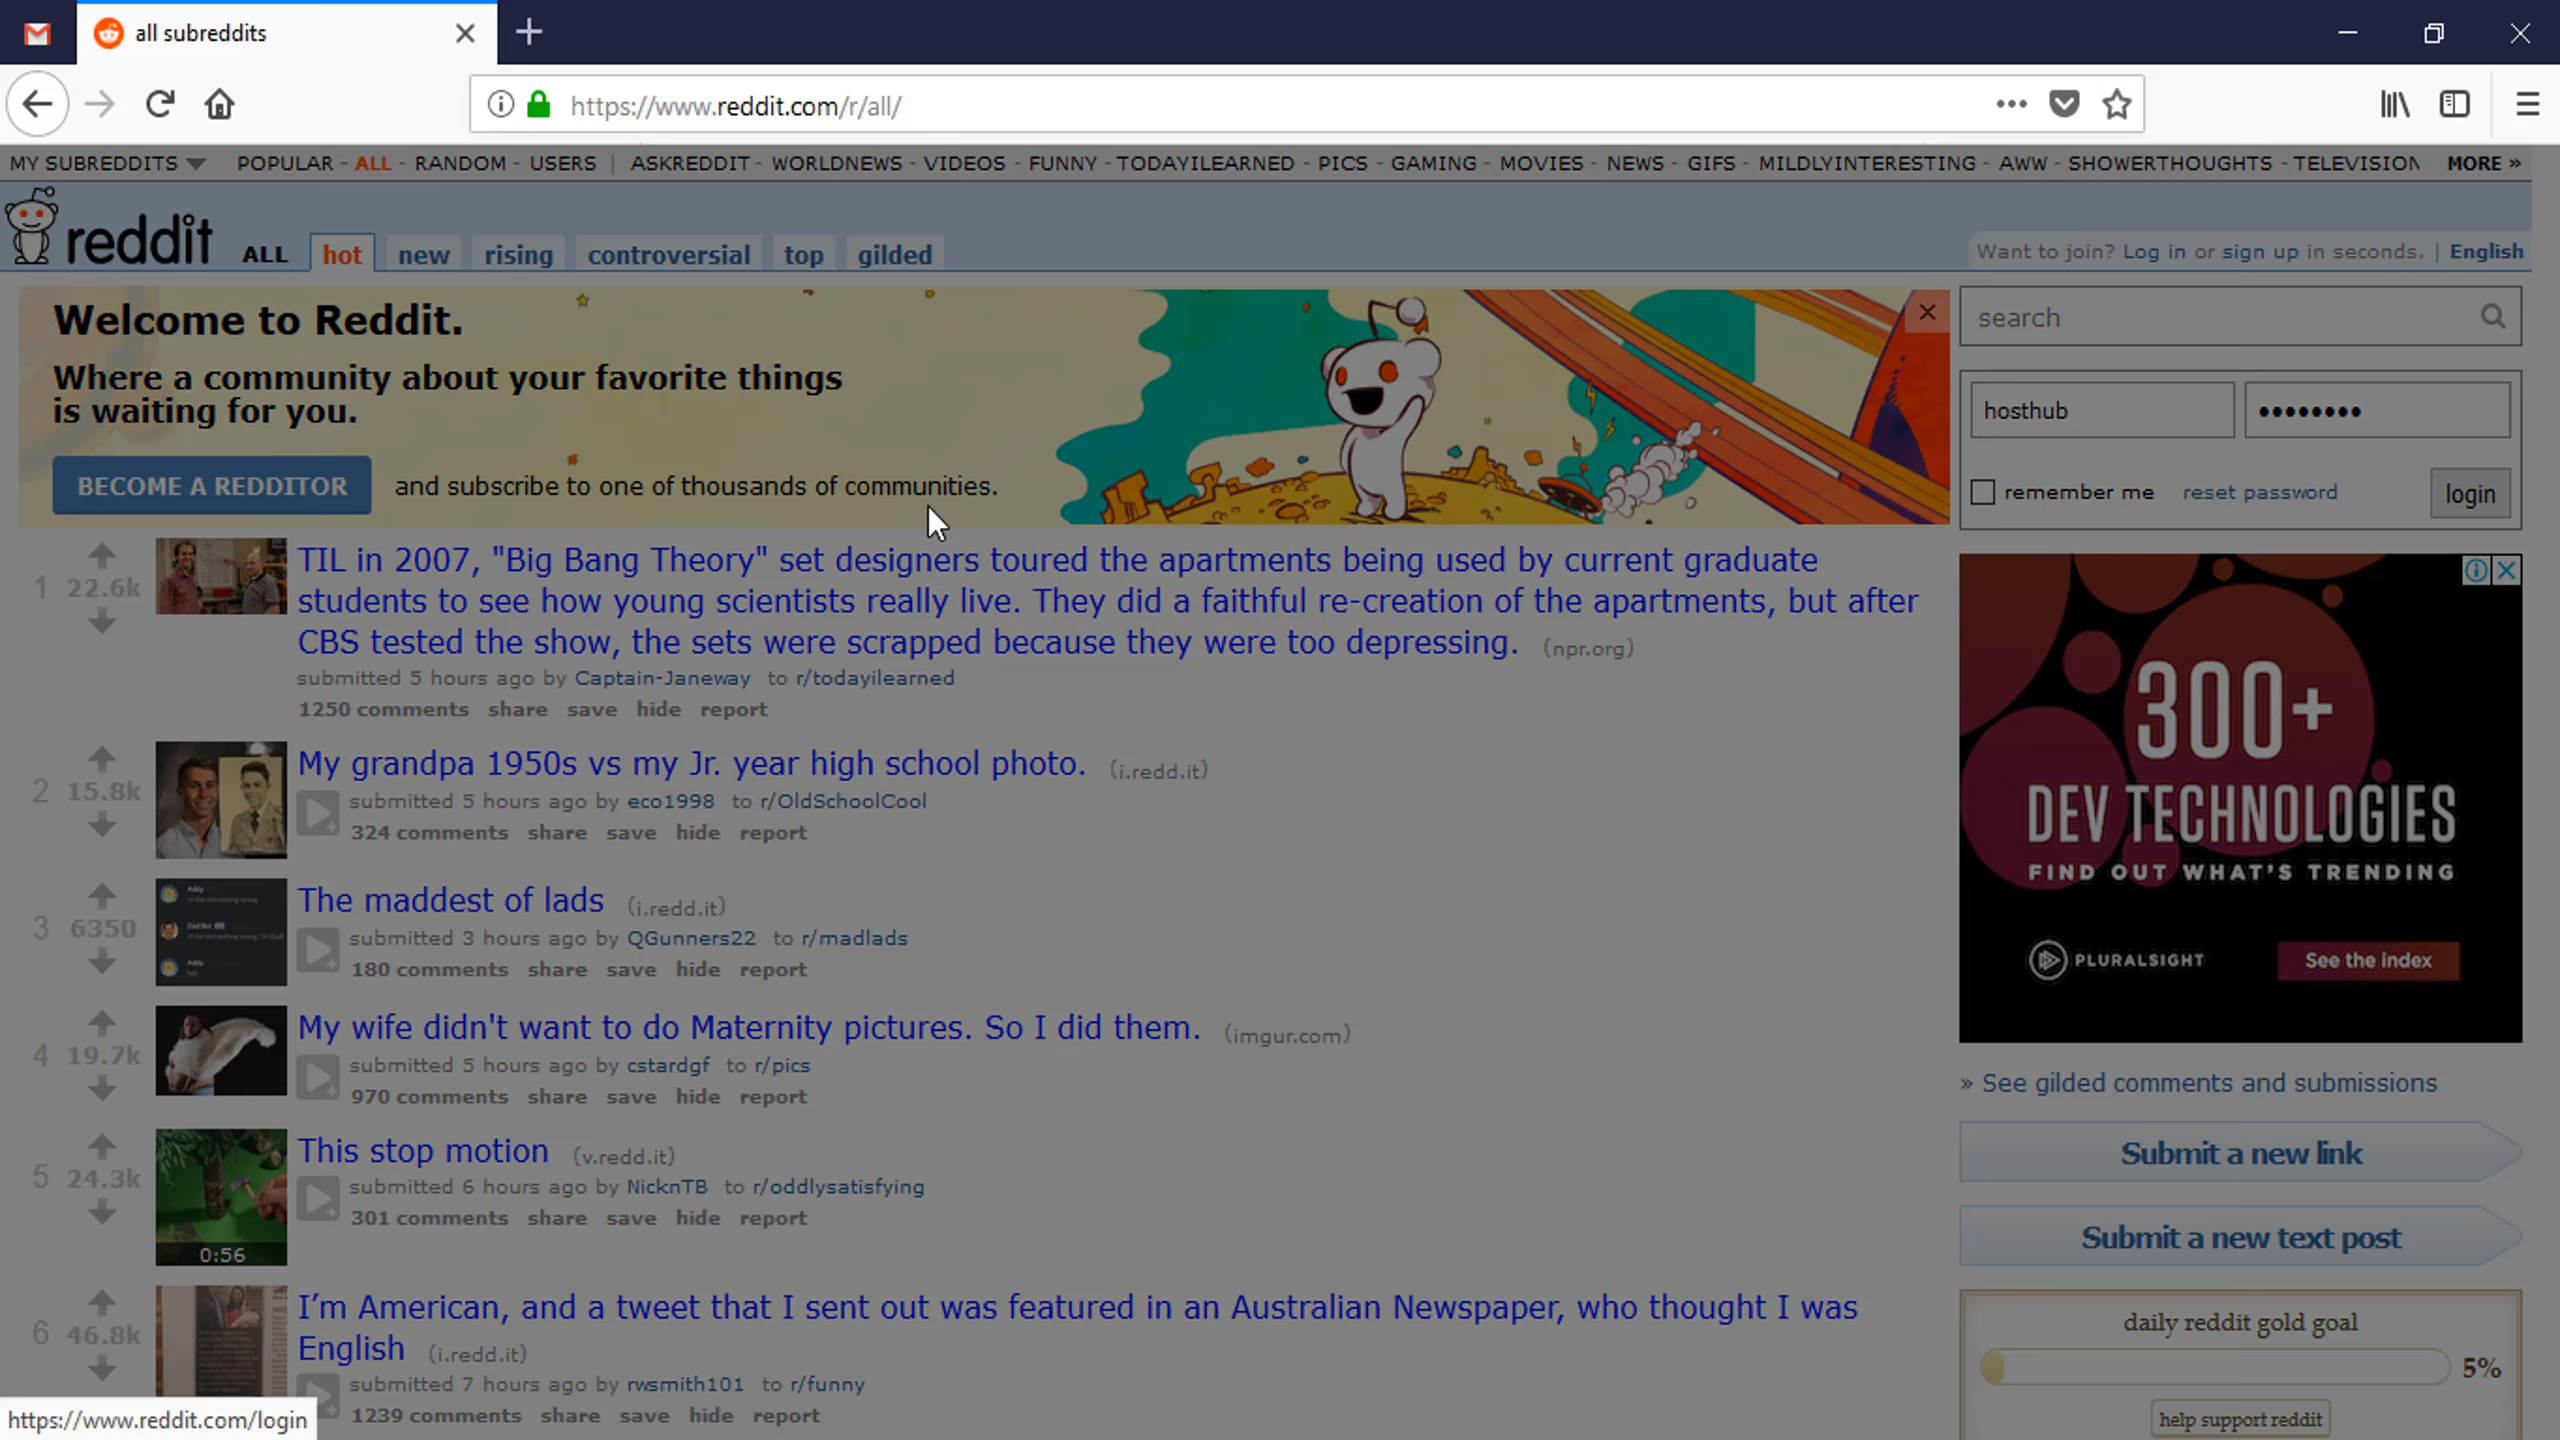 all subreddits
https://www.reddit.com/r/all/
MY SUBREDDITS POPULAR - ALL - RANDOM - USERS | ASKREDDIT - WORLDNEWS - VIDEOS - FUNNY - TODAYILEARNED - PICS - GAMING - MOVIES - NEWS - GIFS - MILDLYINTERESTING - AWW - SHOWERTHOUGHTS - TELEVISION MORE »
reddit ALL hot new rising controversial top gilded
Want to join? Log in or sign up in seconds. | English
Welcome to Reddit.
Where a community about your favorite things
is waiting for you.
BECOME A REDDITOR and subscribe to one of thousands of communities.
search
hosthub ••••••••
remember me reset password login
1 22.6k
TIL in 2007, "Big Bang Theory" set designers toured the apartments being used by current graduate
students to see how young scientists really live. They did a faithful re-creation of the apartments, but after
CBS tested the show, the sets were scrapped because they were too depressing. (npr.org)
submitted 5 hours ago by Captain-Janeway to r/todayilearned
1250 comments share save hide report
2 15.8k
My grandpa 1950s vs my Jr. year high school photo. (i.redd.it)
submitted 5 hours ago by eco1998 to r/OldSchoolCool
324 comments share save hide report
3 6350
The maddest of lads (i.redd.it)
submitted 3 hours ago by QGunners22 to r/madlads
180 comments share save hide report
4 19.7k
My wife didn't want to do Maternity pictures. So I did them. (imgur.com)
submitted 5 hours ago by cstardgf to r/pics
970 comments share save hide report
5 24.3k
0:56
This stop motion (v.redd.it)
submitted 6 hours ago by NicknTB to r/oddlysatisfying
301 comments share save hide report
6 46.8k
I’m American, and a tweet that I sent out was featured in an Australian Newspaper, who thought I was
English (i.redd.it)
submitted 7 hours ago by rwsmith101 to r/funny
1239 comments share save hide report
300+
DEV TECHNOLOGIES
FIND OUT WHAT'S TRENDING
PLURALSIGHT See the index
» See gilded comments and submissions
Submit a new link
Submit a new text post
daily reddit gold goal
5%
help support reddit
https://www.reddit.com/login